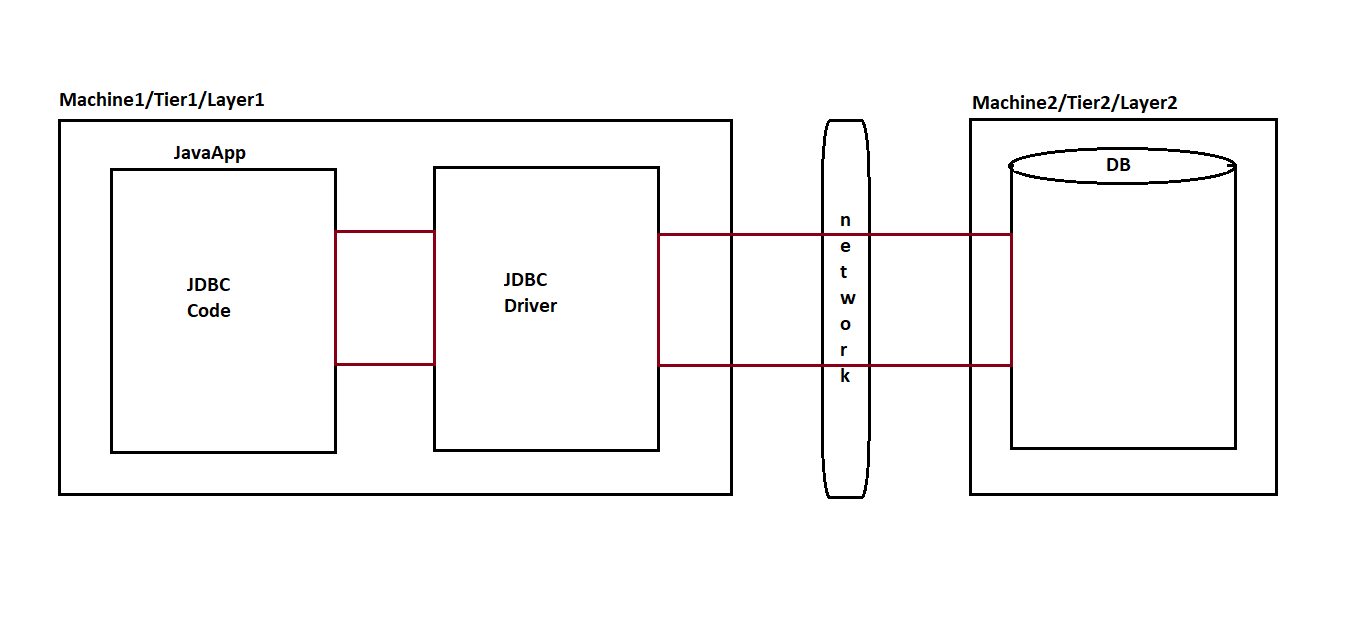 Machine1/Tier1/Layer1
JavaApp
JDBC
Code
JDBC
Driver
n
e
t
w
o
r
k
Machine2/Tier2/Layer2
DB